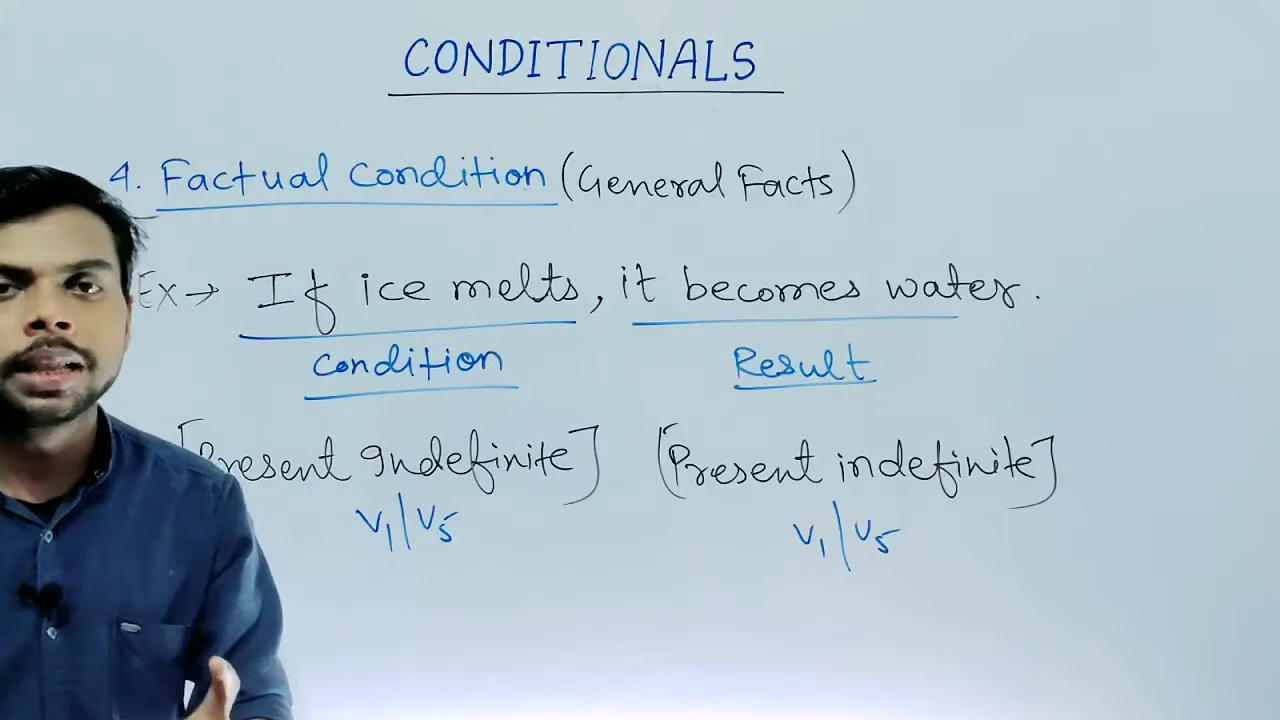 CONDITIONALS
4. Factual Condition (General Facts)
Ex → If ice melts, it becomes water.
Condition Result
[Present Indefinite] [Present indefinite]
V1/V5 V1/V5